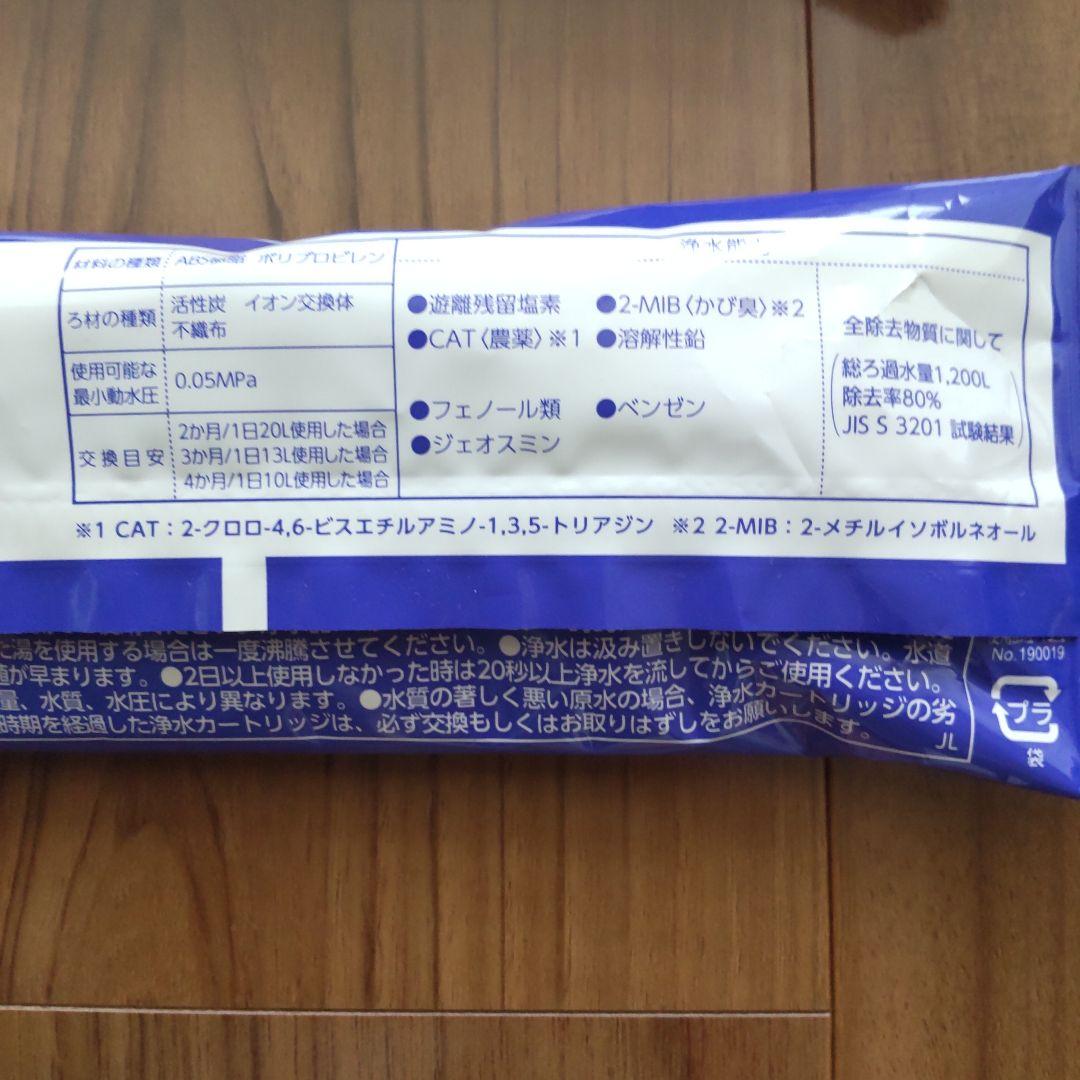 材料の種類 ABS樹脂 ポリプロピレン
ろ材の種類 活性炭 イオン交換体
不織布
使用可能な
最小動水圧 0.05MPa
交換目安 2か月/1日20L使用した場合
3か月/1日13L使用した場合
4か月/1日10L使用した場合
浄水能
●遊離残留塩素 ●2-MIB〈かび臭〉※2
●CAT〈農薬〉※1 ●溶解性鉛
●フェノール類 ●ベンゼン
●ジェオスミン
全除去物質に関して
(総ろ過水量1,200L
除去率80%
JIS S 3201 試験結果)
※1 CAT：2-クロロ-4,6-ビスエチルアミノ-1,3,5-トリアジン ※2 2-MIB：2-メチルイソボルネオール
た湯を使用する場合は一度沸騰させてください。●浄水は汲み置きしないでください。水道
が早まります。●2日以上使用しなかった時は20秒以上浄水を流してからご使用ください。
量、水質、水圧により異なります。●水質の著しく悪い原水の場合、浄水カートリッジの劣
時期を経過した浄水カートリッジは、必ず交換もしくはお取りはずしをお願いします。
JL
No.190019
プラ
袋